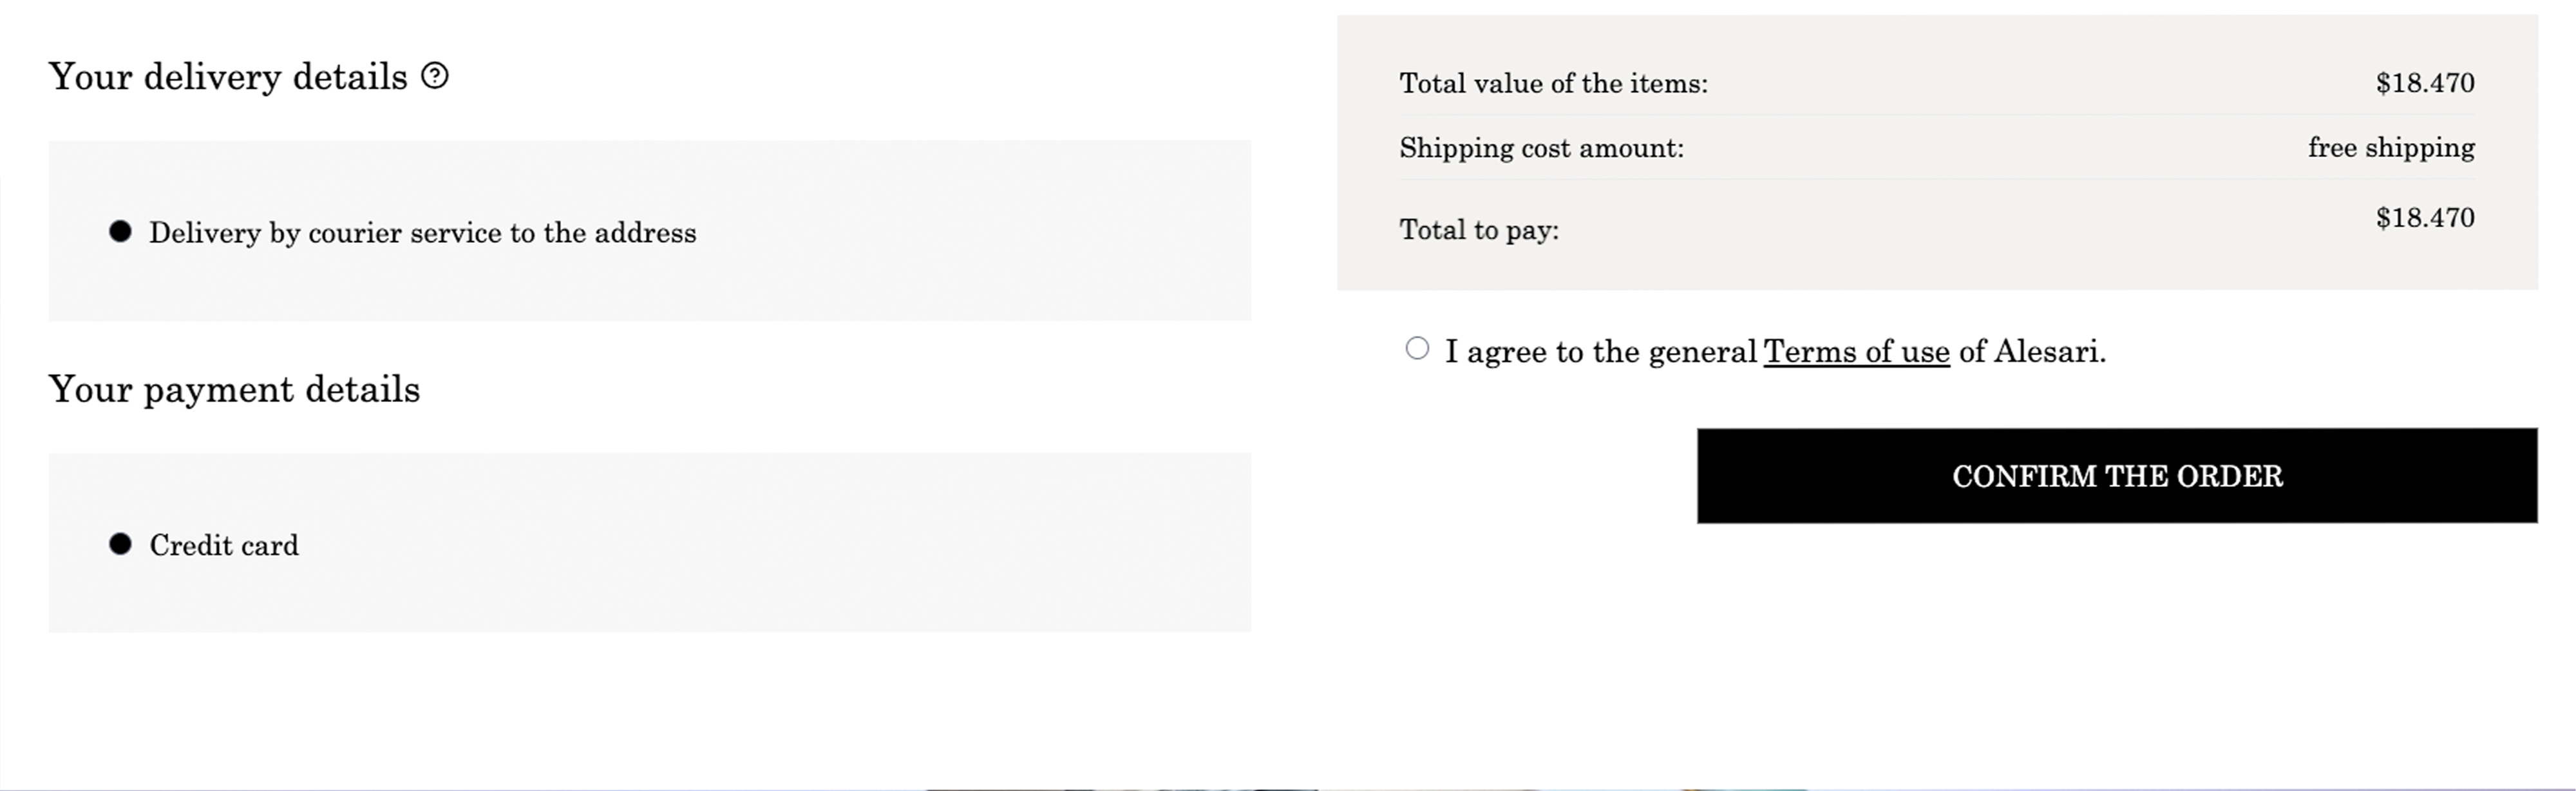 Your delivery details ?
Delivery by courier service to the address
Your payment details
Credit card
Total value of the items: $18.470
Shipping cost amount: free shipping
Total to pay: $18.470
I agree to the general Terms of use of Alesari.
CONFIRM THE ORDER